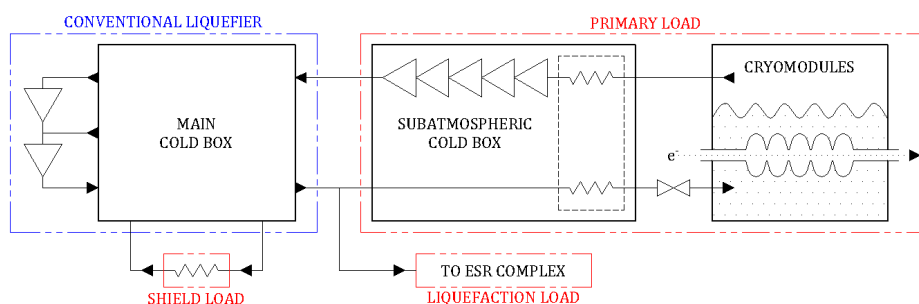 CONVENTIONAL LIQUEFIER
PRIMARY LOAD
MAIN
COLD BOX
SUBATMOSPHERIC
COLD BOX
CRYOMODULES
e-
SHIELD LOAD
TO ESR COMPLEX
LIQUEFACTION LOAD